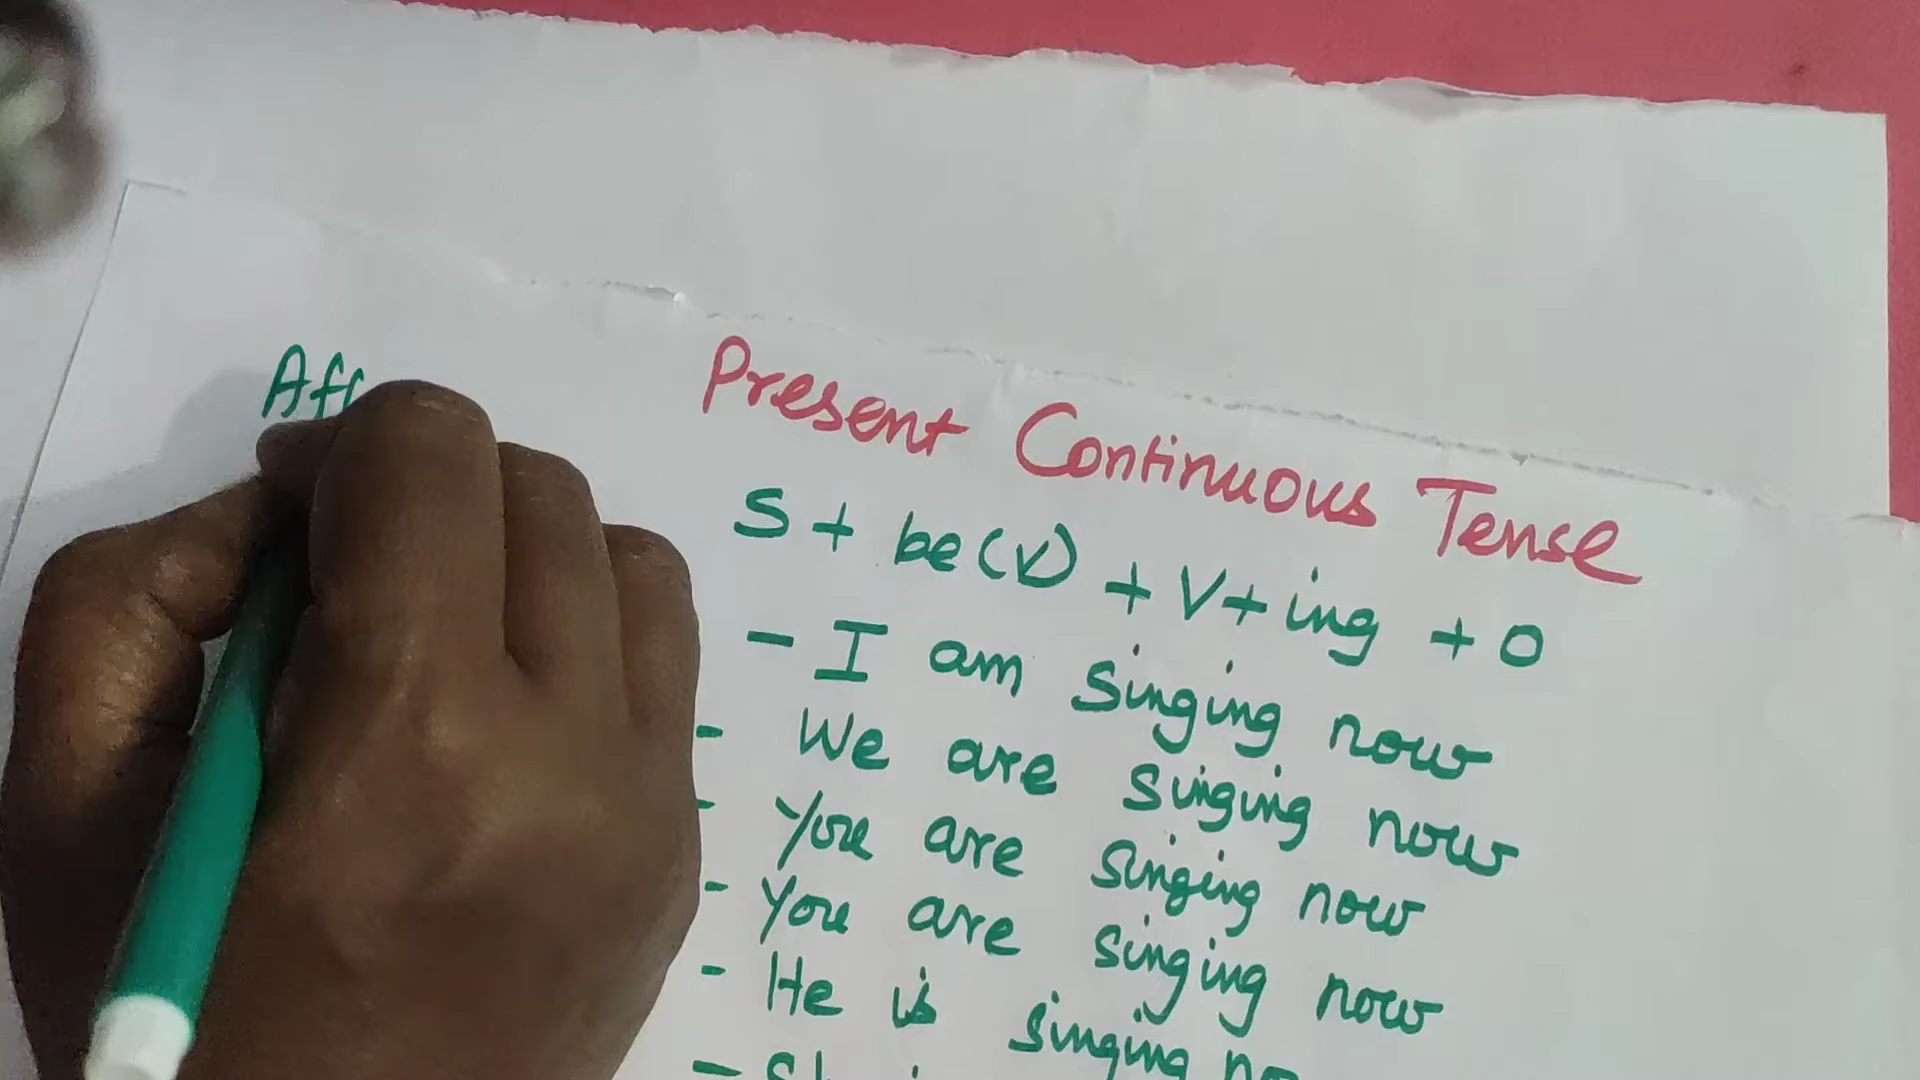 Present Continuous Tense
S + be(v) + V + ing + O
- I am singing now
- We are singing now
- You are singing now
- You are singing now
- He is singing